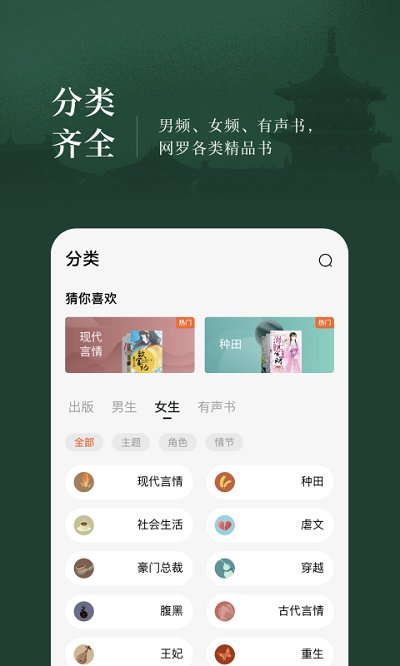 分类
齐全
男频、女频、有声书，
网罗各类精品书
分类
猜你喜欢
现代
言情
热门
种田
热门
出版 男生 女生 有声书
全部 主题 角色 情节
现代言情 种田
社会生活 虐文
豪门总裁 穿越
腹黑 古代言情
王妃 重生